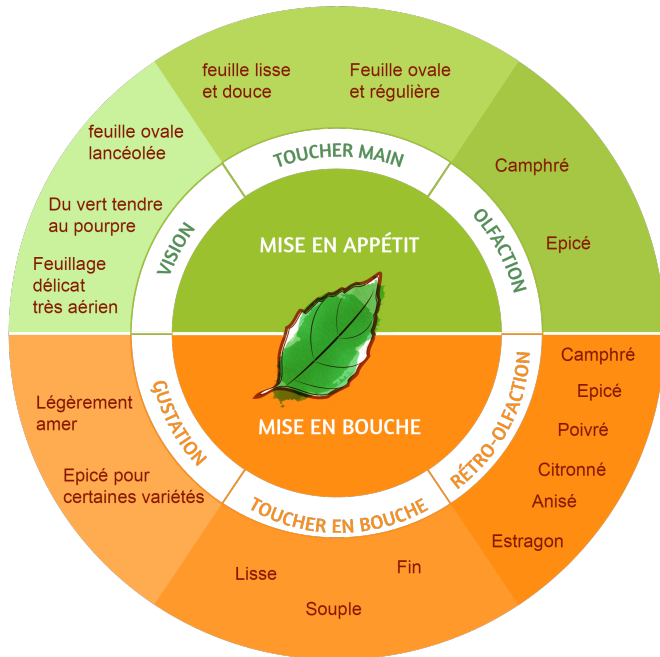 feuille lisse
et douce
Feuille ovale
et régulière
feuille ovale
lancéolée
Du vert tendre
au pourpre
Feuillage
délicat
très aérien
Camphré
Epicé
TOUCHER MAIN
VISION
OLFACTION
MISE EN APPÉTIT
MISE EN BOUCHE
GUSTATION
RÉTRO-OLFACTION
TOUCHER EN BOUCHE
Légèrement
amer
Epicé pour
certaines variétés
Camphré
Epicé
Poivré
Citronné
Anisé
Estragon
Lisse
Fin
Souple